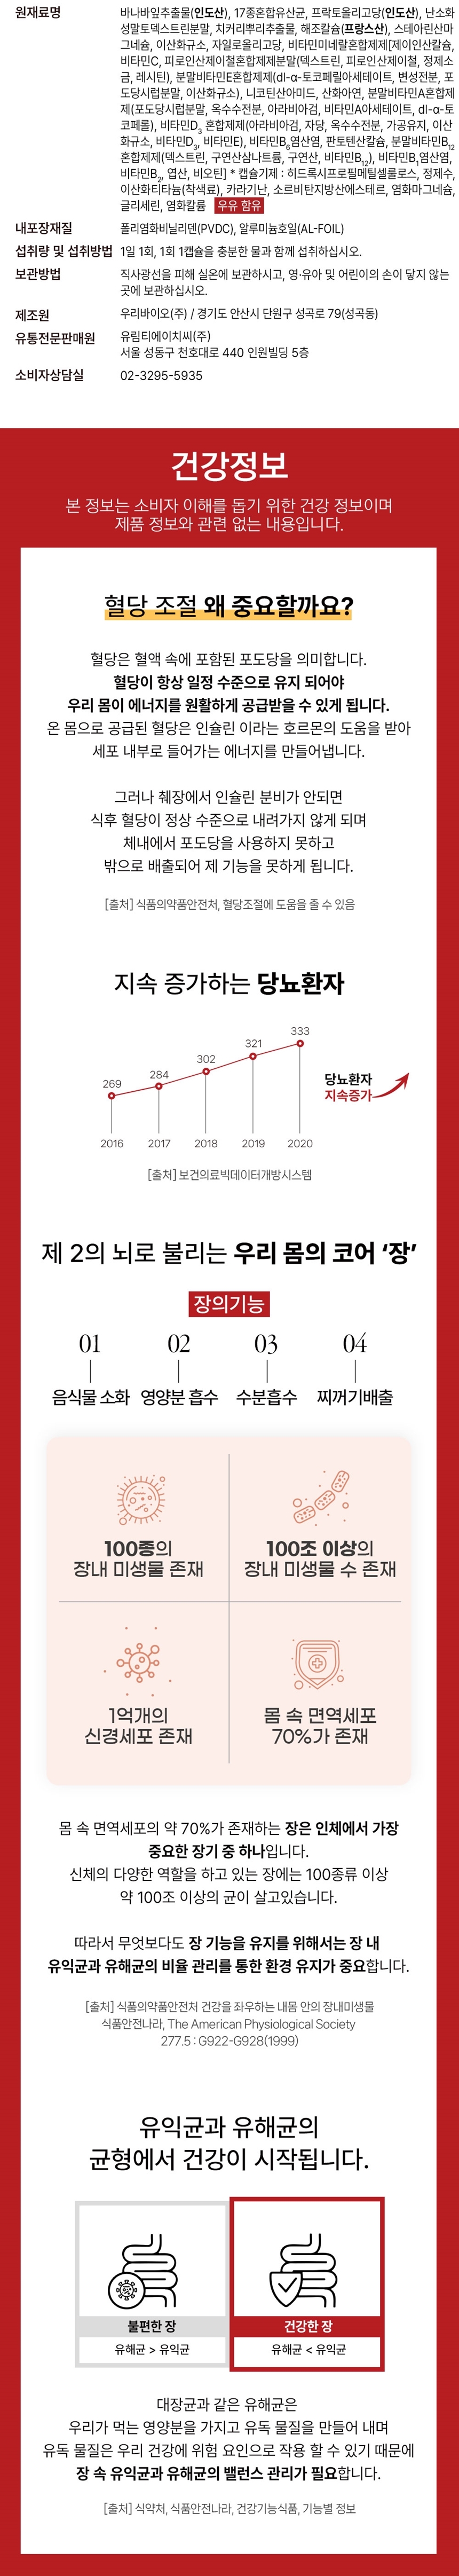 원재료명
바나바잎추출물(인도산), 17종혼합유산균, 프락토올리고당(인도산), 난소화
성말토덱스트린분말, 치커리뿌리추출물, 해조칼슘(프랑스산), 스테아린산마
그네슘, 이산화규소, 자일로올리고당, 비타민미네랄혼합제제[제이인산칼슘,
비타민C, 피로인산제이철혼합제제분말(덱스트린, 피로인산제이철, 정제소
금, 레시틴), 분말비타민E혼합제제(dl-α-토코페릴아세테이트, 변성전분, 포
도당시럽분말, 이산화규소), 니코틴산아미드, 산화아연, 분말비타민A혼합제
제(포도당시럽분말, 옥수수전분, 아라비아검, 비타민A아세테이트, dl-α-토
코페롤), 비타민D3 혼합제제(아라비아검, 자당, 옥수수전분, 가공유지, 이산
화규소, 비타민D3, 비타민E), 비타민B6염산염, 판토텐산칼슘, 분말비타민B12
혼합제제(덱스트린, 구연산삼나트륨, 구연산, 비타민B12), 비타민B1염산염,
비타민B2, 엽산, 비오틴] * 캡슐기제 : 히드록시프로필메틸셀룰로스, 정제수,
이산화티타늄(착색료), 카라기난, 소르비탄지방산에스테르, 염화마그네슘,
글리세린, 염화칼륨 우유 함유
내포장재질 폴리염화비닐리덴(PVDC), 알루미늄호일(AL-FOIL)
섭취량 및 섭취방법 1일 1회, 1회 1캡슐을 충분한 물과 함께 섭취하십시오.
보관방법 직사광선을 피해 실온에 보관하시고, 영·유아 및 어린이의 손이 닿지 않는
곳에 보관하십시오.
제조원 우리바이오(주) / 경기도 안산시 단원구 성곡로 79(성곡동)
유통전문판매원 유림티에이치씨(주)
서울 성동구 천호대로 440 인원빌딩 5층
소비자상담실 02-3295-5935
건강정보
본 정보는 소비자 이해를 돕기 위한 건강 정보이며
제품 정보와 관련 없는 내용입니다.
혈당 조절 왜 중요할까요?
혈당은 혈액 속에 포함된 포도당을 의미합니다.
혈당이 항상 일정 수준으로 유지 되어야
우리 몸이 에너지를 원활하게 공급받을 수 있게 됩니다.
온 몸으로 공급된 혈당은 인슐린 이라는 호르몬의 도움을 받아
세포 내부로 들어가는 에너지를 만들어냅니다.
그러나 췌장에서 인슐린 분비가 안되면
식후 혈당이 정상 수준으로 내려가지 않게 되며
체내에서 포도당을 사용하지 못하고
밖으로 배출되어 제 기능을 못하게 됩니다.
[출처] 식품의약품안전처, 혈당조절에 도움을 줄 수 있음
지속 증가하는 당뇨환자
269 284 302 321 333
당뇨환자
지속증가
2016 2017 2018 2019 2020
[출처] 보건의료빅데이터개방시스템
제 2의 뇌로 불리는 우리 몸의 코어 ‘장’
장의기능
01 02 03 04
음식물 소화 영양분 흡수 수분흡수 찌꺼기배출
100종의
장내 미생물 존재
100조 이상의
장내 미생물 수 존재
1억개의
신경세포 존재
몸 속 면역세포
70%가 존재
몸 속 면역세포의 약 70%가 존재하는 장은 인체에서 가장
중요한 장기 중 하나입니다.
신체의 다양한 역할을 하고 있는 장에는 100종류 이상
약 100조 이상의 균이 살고있습니다.
따라서 무엇보다도 장 기능을 유지를 위해서는 장 내
유익균과 유해균의 비율 관리를 통한 환경 유지가 중요합니다.
[출처] 식품의약품안전처 건강을 좌우하는 내몸 안의 장내미생물
식품안전나라, The American Physiological Society
277.5 : G922-G928(1999)
유익균과 유해균의
균형에서 건강이 시작됩니다.
불편한 장
유해균 > 유익균
건강한 장
유해균 < 유익균
대장균과 같은 유해균은
우리가 먹는 영양분을 가지고 유독 물질을 만들어 내며
유독 물질은 우리 건강에 위험 요인으로 작용 할 수 있기 때문에
장 속 유익균과 유해균의 밸런스 관리가 필요합니다.
[출처] 식약처, 식품안전나라, 건강기능식품, 기능별 정보